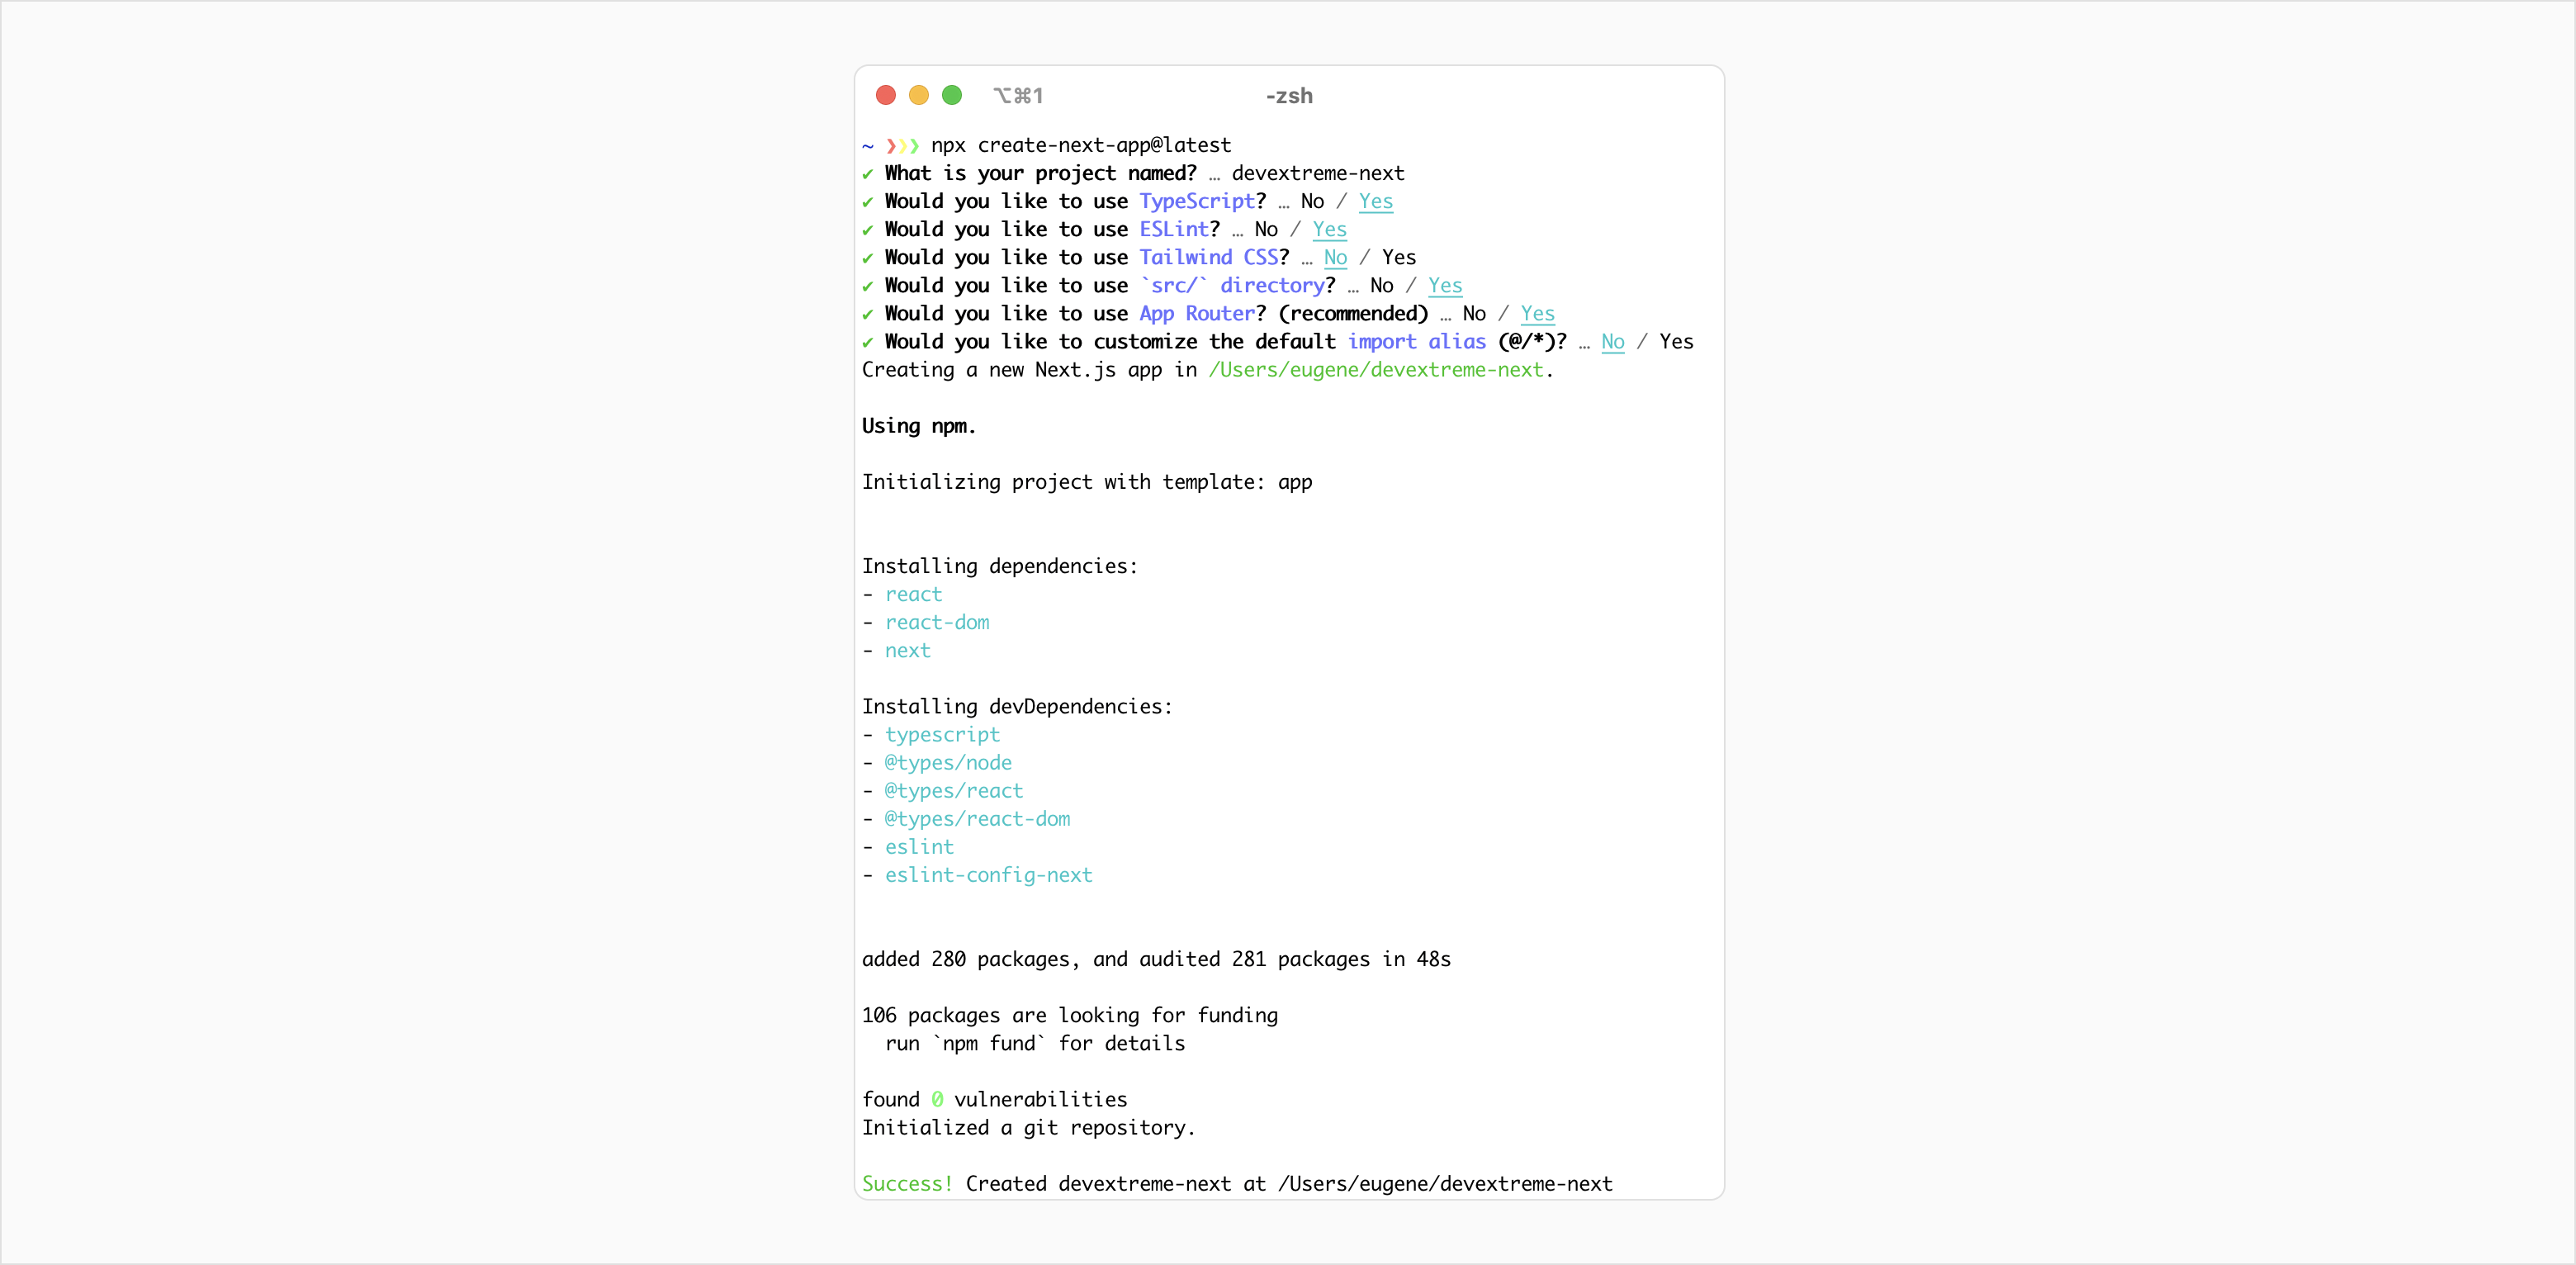 ⌥⌘1 -zsh
~ ❯❯❯ npx create-next-app@latest
✔ What is your project named? … devextreme-next
✔ Would you like to use TypeScript? … No / Yes
✔ Would you like to use ESLint? … No / Yes
✔ Would you like to use Tailwind CSS? … No / Yes
✔ Would you like to use `src/` directory? … No / Yes
✔ Would you like to use App Router? (recommended) … No / Yes
✔ Would you like to customize the default import alias (@/*)? … No / Yes
Creating a new Next.js app in /Users/eugene/devextreme-next.
Using npm.
Initializing project with template: app
Installing dependencies:
- react
- react-dom
- next
Installing devDependencies:
- typescript
- @types/node
- @types/react
- @types/react-dom
- eslint
- eslint-config-next
added 280 packages, and audited 281 packages in 48s
106 packages are looking for funding
run `npm fund` for details
found 0 vulnerabilities
Initialized a git repository.
Success! Created devextreme-next at /Users/eugene/devextreme-next